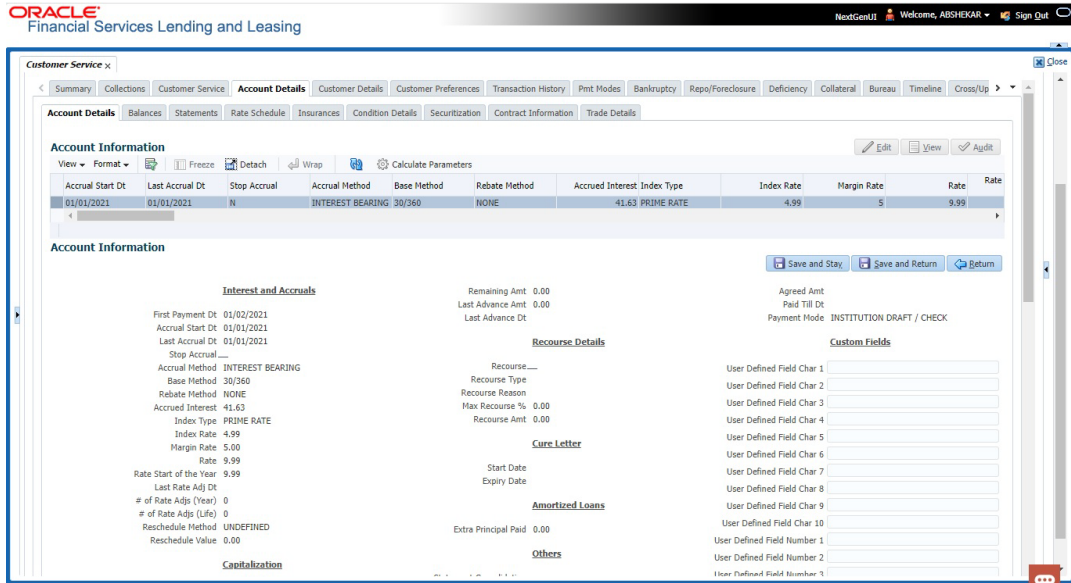 ORACLE
Financial Services Lending and Leasing
NextGenUI Welcome, ABSHEKAR Sign Out
Customer Service x
Close
Summary Collections Customer Service Account Details Customer Details Customer Preferences Transaction History Pmt Modes Bankruptcy Repo/Foreclosure Deficiency Collateral Bureau Timeline Cross/Up
Account Details Balances Statements Rate Schedule Insurances Condition Details Securitization Contract Information Trade Details
Account Information
Edit View Audit
View Format Freeze Detach Wrap Calculate Parameters
Accrual Start Dt Last Accrual Dt Stop Accrual Accrual Method Base Method Rebate Method Accrued Interest Index Type Index Rate Margin Rate Rate Rate
01/01/2021 01/01/2021 N INTEREST BEARING 30/360 NONE 41.63 PRIME RATE 4.99 5 9.99
Account Information
Save and Stay Save and Return Return
Interest and Accruals
First Payment Dt 01/02/2021
Accrual Start Dt 01/01/2021
Last Accrual Dt 01/01/2021
Stop Accrual
Accrual Method INTEREST BEARING
Base Method 30/360
Rebate Method NONE
Accrued Interest 41.63
Index Type PRIME RATE
Index Rate 4.99
Margin Rate 5.00
Rate 9.99
Rate Start of the Year 9.99
Last Rate Adj Dt
# of Rate Adjs (Year) 0
# of Rate Adjs (Life) 0
Reschedule Method UNDEFINED
Reschedule Value 0.00
Capitalization
Remaining Amt 0.00
Last Advance Amt 0.00
Last Advance Dt
Recourse Details
Recourse
Recourse Type
Recourse Reason
Max Recourse % 0.00
Recourse Amt 0.00
Cure Letter
Start Date
Expiry Date
Amortized Loans
Extra Principal Paid 0.00
Others
Agreed Amt
Paid Till Dt
Payment Mode INSTITUTION DRAFT / CHECK
Custom Fields
User Defined Field Char 1
User Defined Field Char 2
User Defined Field Char 3
User Defined Field Char 4
User Defined Field Char 5
User Defined Field Char 6
User Defined Field Char 7
User Defined Field Char 8
User Defined Field Char 9
User Defined Field Char 10
User Defined Field Number 1
User Defined Field Number 2
User Defined Field Number 3